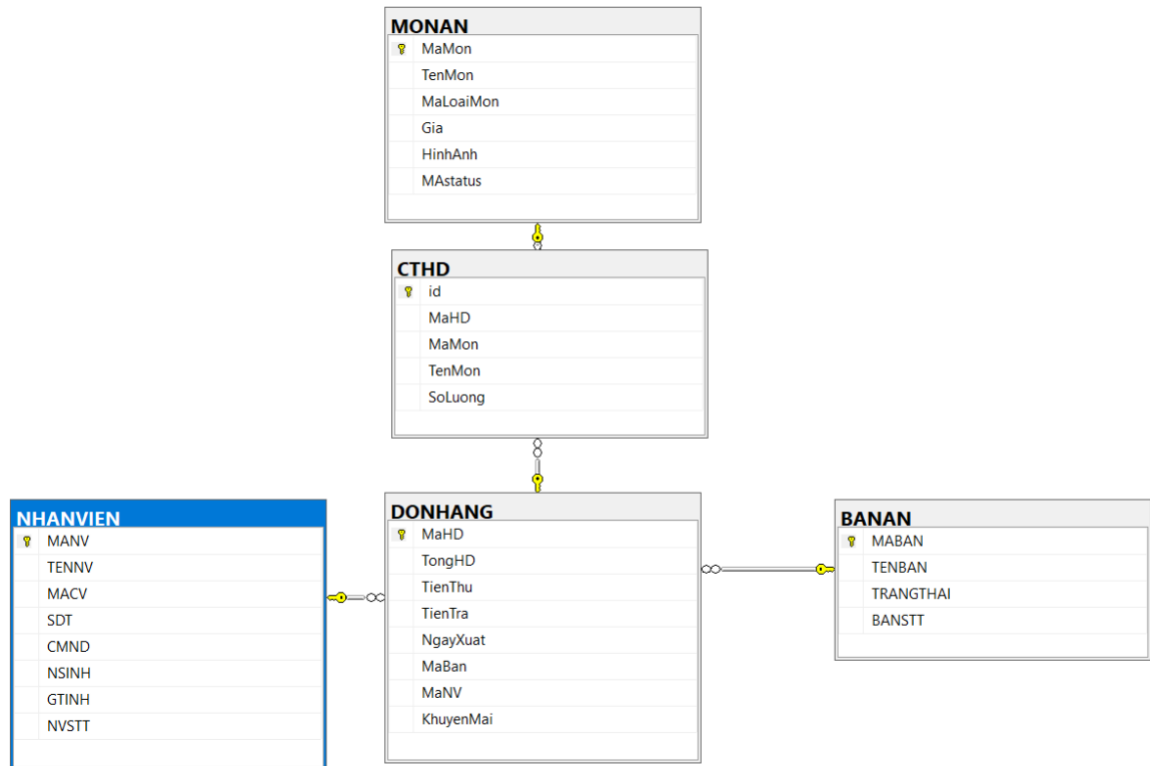 MONAN
MaMon
TenMon
MaLoaiMon
Gia
HinhAnh
MAstatus
CTHD
id
MaHD
MaMon
TenMon
SoLuong
NHANVIEN
MANV
TENNV
MACV
SDT
CMND
NSINH
GTINH
NVSTT
DONHANG
MaHD
TongHD
TienThu
TienTra
NgayXuat
MaBan
MaNV
KhuyenMai
BANAN
MABAN
TENBAN
TRANGTHAI
BANSTT